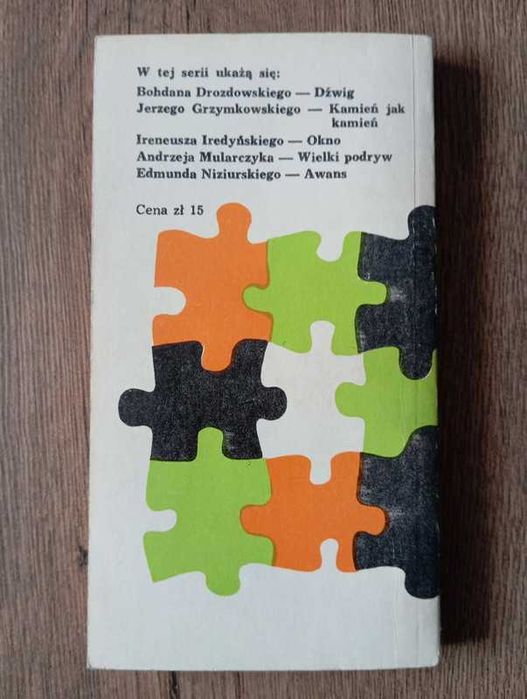 W tej serii ukażą się:
Bohdana Drozdowskiego — Dźwig
Jerzego Grzymkowskiego — Kamień jak
kamień
Ireneusza Iredyńskiego — Okno
Andrzeja Mularczyka — Wielki podryw
Edmunda Niziurskiego — Awans
Cena zł 15